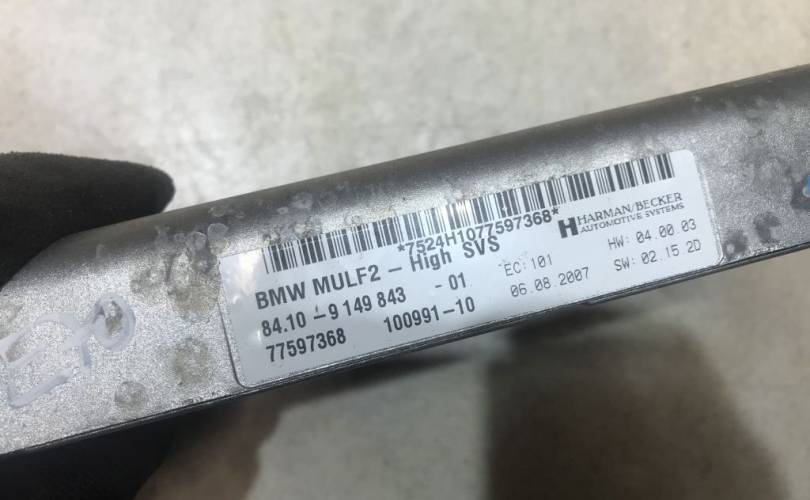 *7524H1077597368*
HARMAN/BECKER
AUTOMOTIVE SYSTEMS
BMW MULF2 - High SVS
84.10 - 9 149 843 - 01
EC: 101
HW: 04.00 03
77597368
100991-10
06.08.2007
SW: 02.15 2D
E70